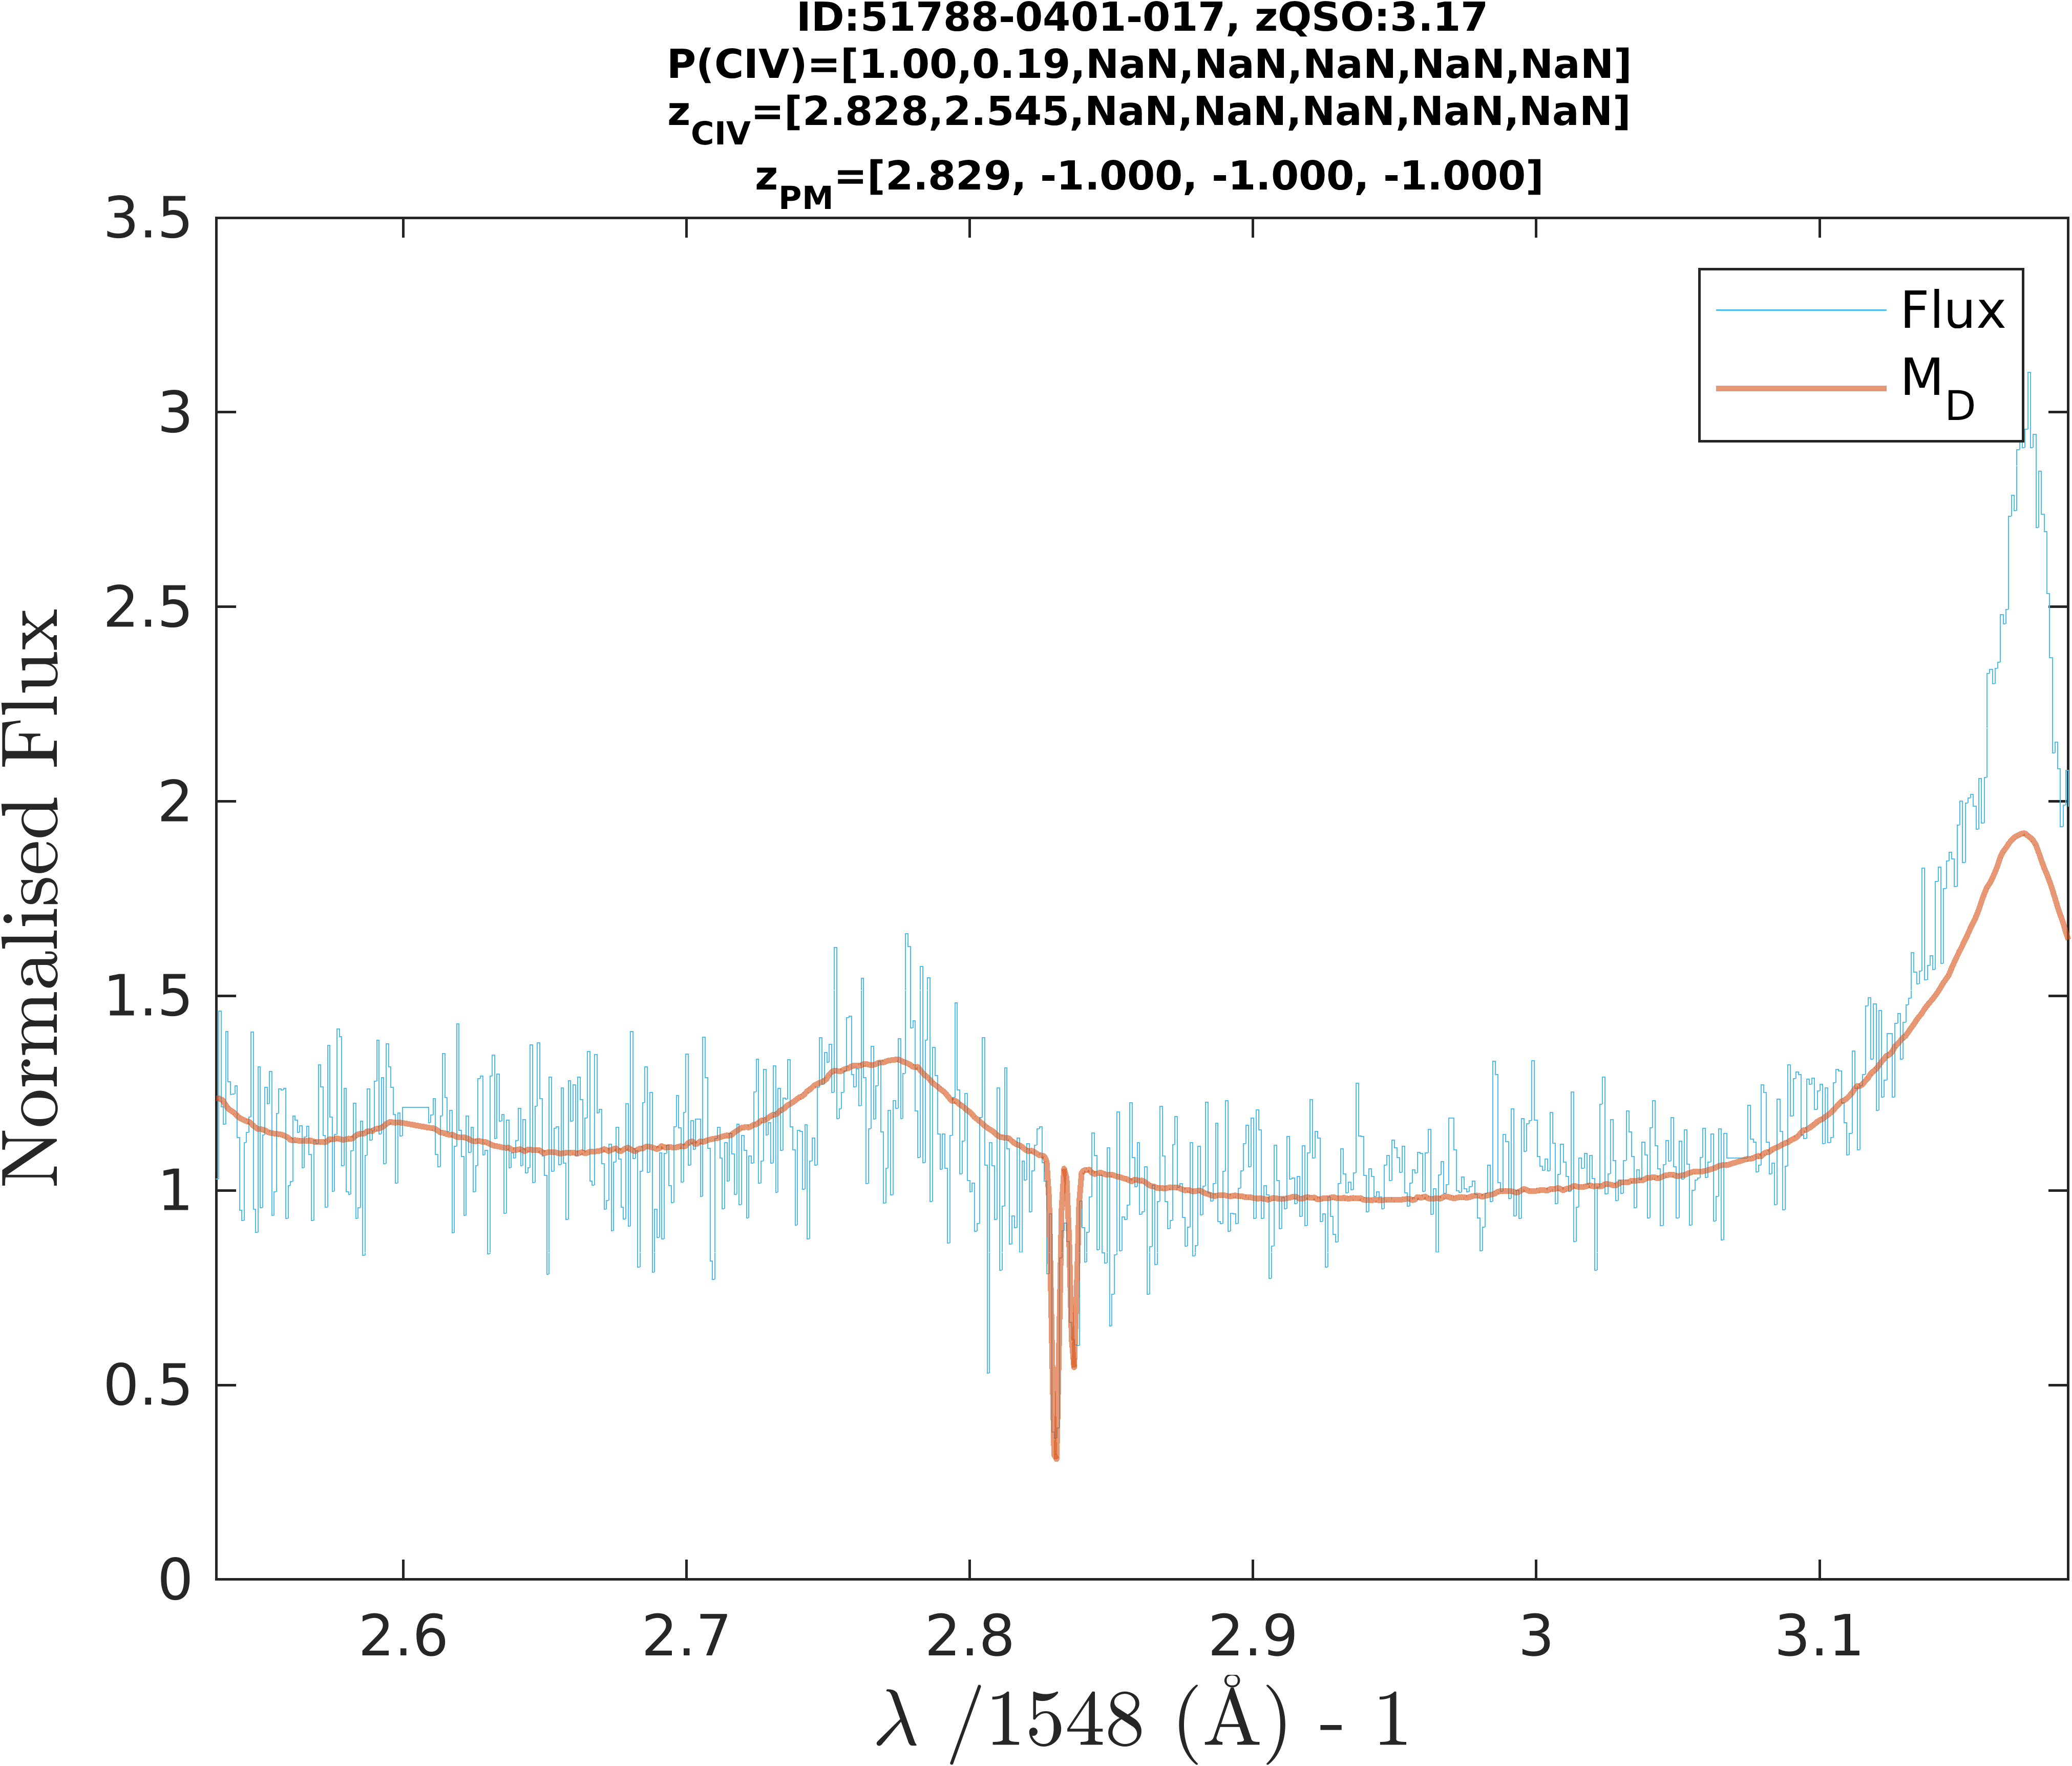 ID:51788-0401-017, zQSO:3.17
P(CIV)=[1.00,0.19,NaN,NaN,NaN,NaN,NaN]
zCIV=[2.828,2.545,NaN,NaN,NaN,NaN,NaN]
zPM=[2.829, -1.000, -1.000, -1.000]
3.5
3
2.5
2
1.5
1
0.5
0
Normalised Flux
Flux
MD
2.6 2.7 2.8 2.9 3 3.1
λ /1548 (Å) - 1